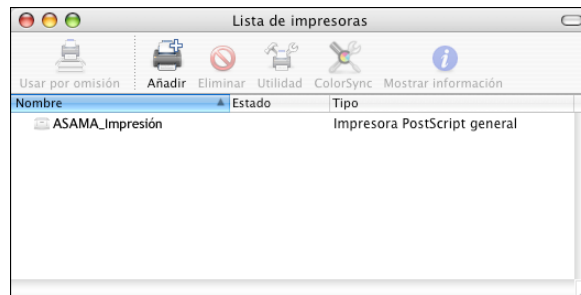 Lista de impresoras
Usar por omisión Añadir Eliminar Utilidad ColorSync Mostrar información
Nombre Estado Tipo
ASAMA_Impresión Impresora PostScript general